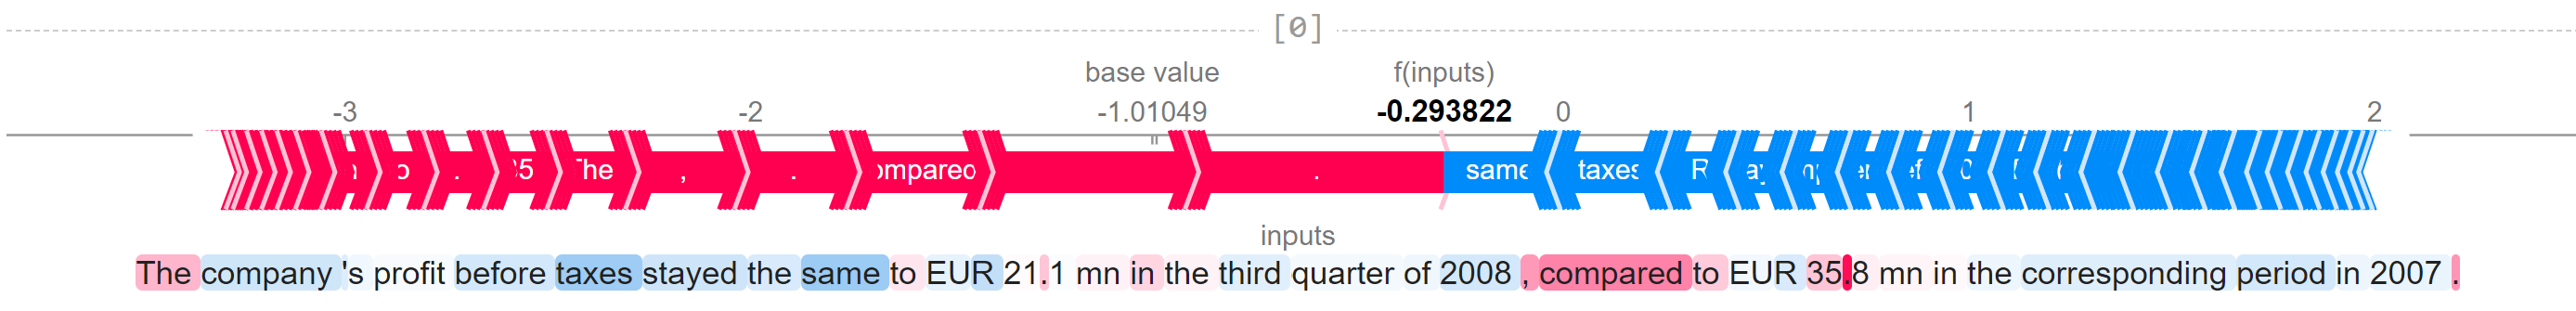 [0]
base value f(inputs)
-3 -2 -1.01049 -0.293822 0 1 2
. The , . same taxes
inputs
The company 's profit before taxes stayed the same to EUR 21.1 mn in the third quarter of 2008 , compared to EUR 35.8 mn in the corresponding period in 2007 .